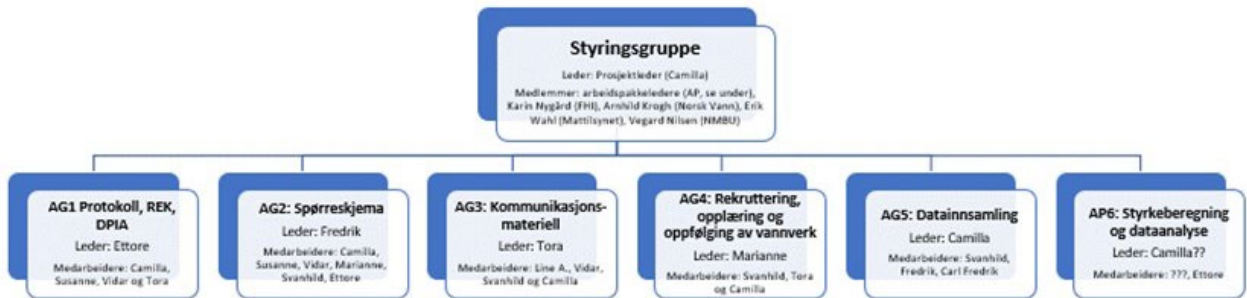 Styringsgruppe
Leder: Prosjektleder (Camilla)
Medlemmer: arbeidspakkeledere (AP, se under),
Karin Nygård (FHI), Arnhild Krogh (Norsk Vann), Erik
Wahl (Mattilsynet), Vegard Nilsen (NMBU)
AG1 Protokoll, REK,
DPIA
Leder: Ettore
Medarbeidere: Camilla,
Susanne, Vidar og Tora
AG2: Spørreskjema
Leder: Fredrik
Medarbeidere: Camilla,
Susanne, Vidar, Marianne,
Svanhild, Ettore
AG3: Kommunikasjons-
materiell
Leder: Tora
Medarbeidere: Line A., Vidar,
Svanhild og Camilla
AG4: Rekruttering,
opplæring og
oppfølging av vannverk
Leder: Marianne
Medarbeidere: Svanhild, Tora
og Camilla
AG5: Datainnsamling
Leder: Camilla
Medarbeidere: Svanhild,
Fredrik, Carl Fredrik
AP6: Styrkeberegning
og dataanalyse
Leder: Camilla??
Medarbeidere: ???, Ettore